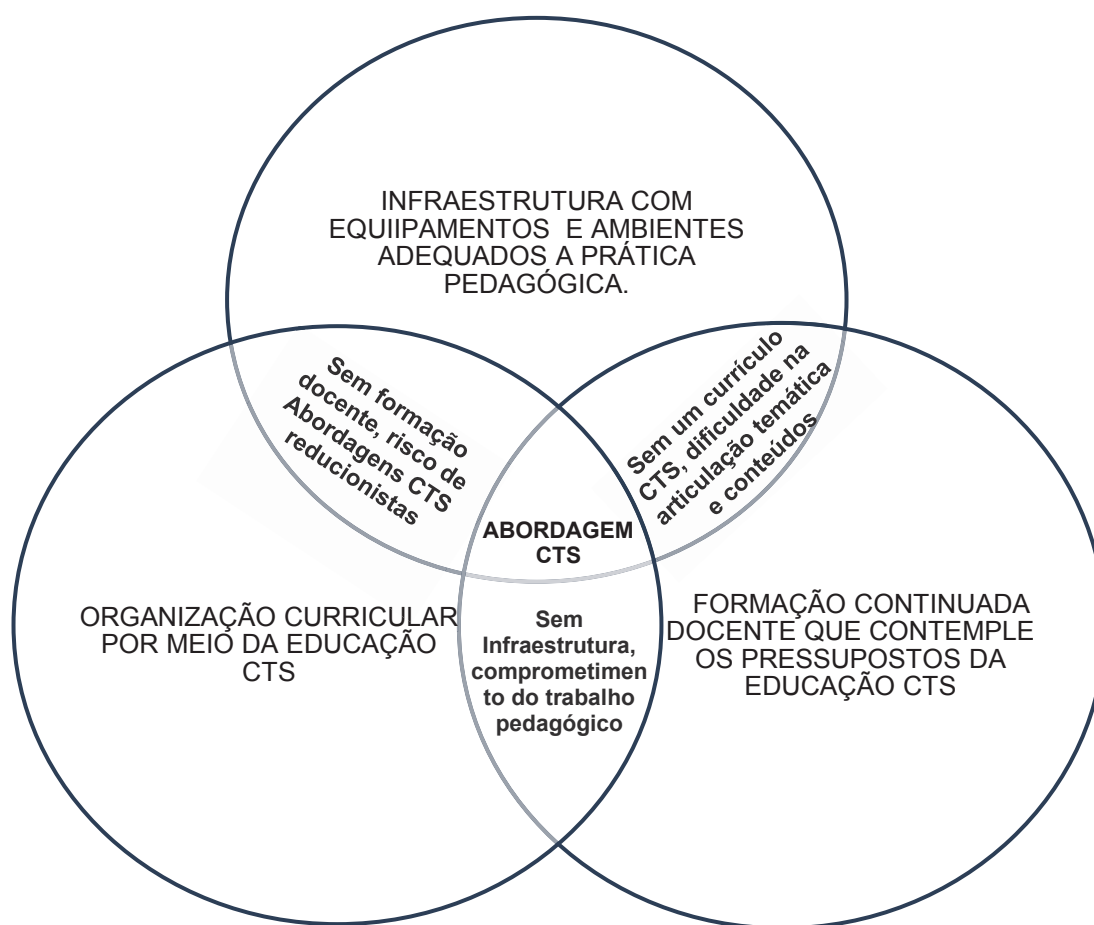 INFRAESTRUTURA COM
EQUIIPAMENTOS E AMBIENTES
ADEQUADOS A PRÁTICA
PEDAGÓGICA.
Sem formação
docente, risco de
Abordagens CTS
reducionistas
Sem um currículo
CTS, dificuldade na
articulação temática
e conteúdos
ABORDAGEM
CTS
ORGANIZAÇÃO CURRICULAR
POR MEIO DA EDUCAÇÃO
CTS
Sem
Infraestrutura,
comprometimen
to do trabalho
pedagógico
FORMAÇÃO CONTINUADA
DOCENTE QUE CONTEMPLE
OS PRESSUPOSTOS DA
EDUCAÇÃO CTS